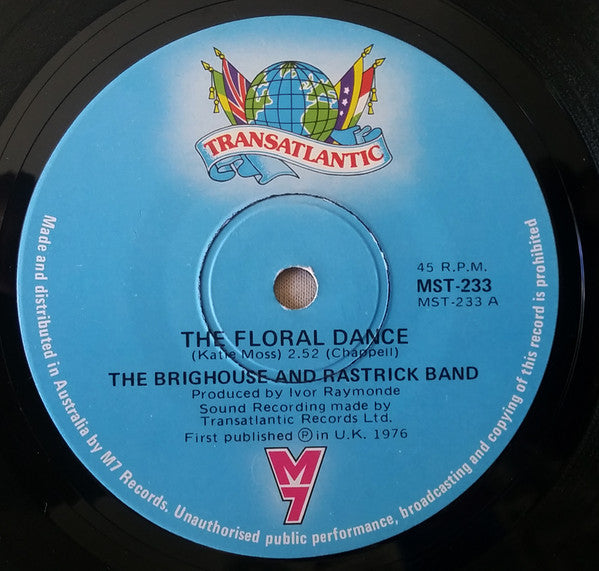 TRANSATLANTIC
45 R.P.M.
MST-233
MST-233 A
THE FLORAL DANCE
(Katie Moss) 2.52 (Chappell)
THE BRIGHOUSE AND RASTRICK BAND
Produced by Ivor Raymonde
Sound Recording made by
Transatlantic Records Ltd.
First published Ⓟ in U.K. 1976
M7
Made and distributed in Australia by M7 Records. Unauthorised public performance, broadcasting and copying of this record is prohibited